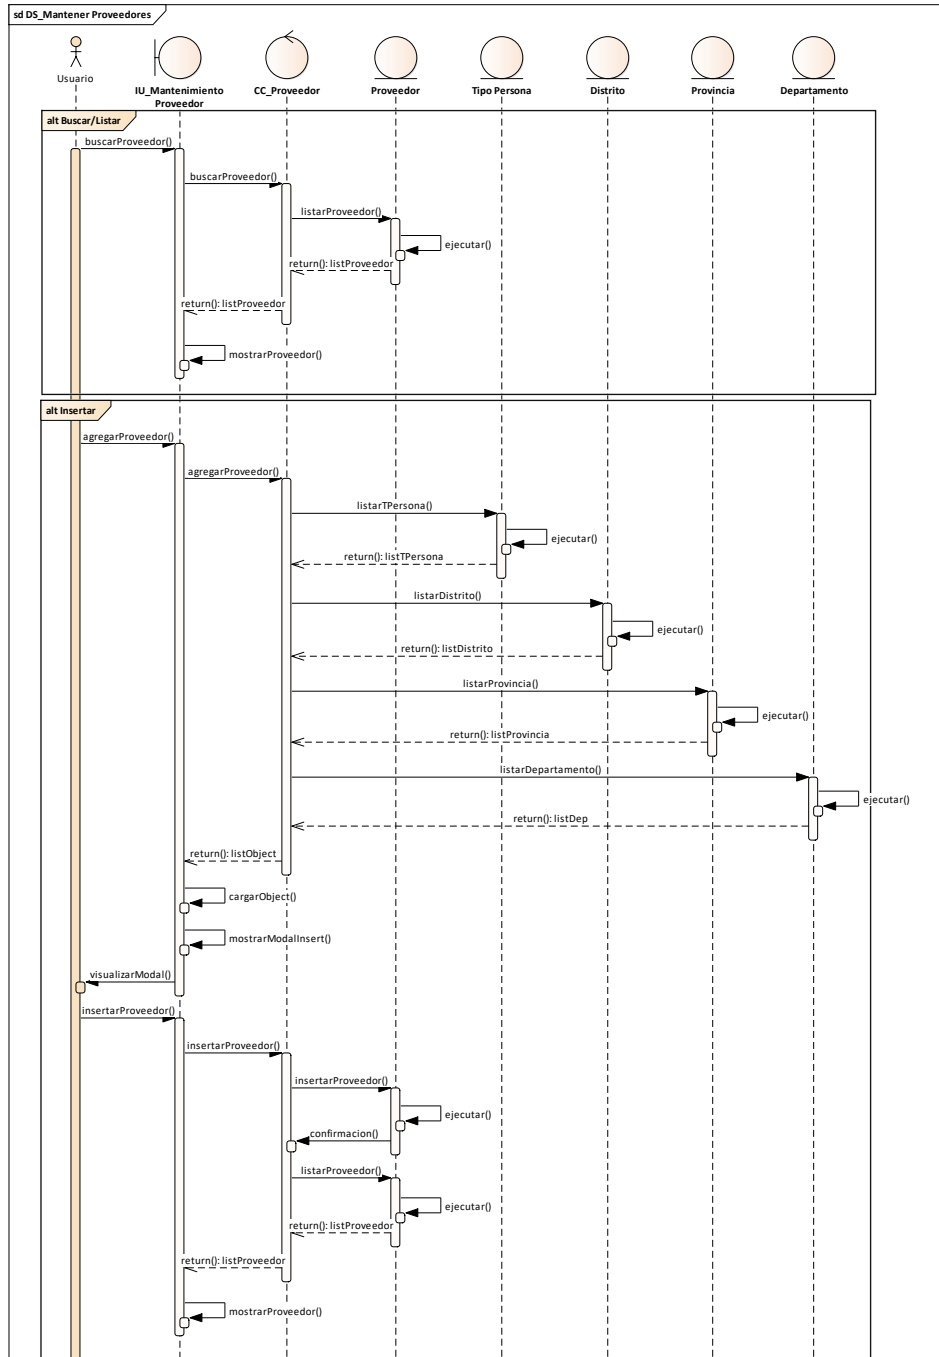 sd DS_Mantener Proveedores
Usuario
IU_Mantenimiento
Proveedor
CC_Proveedor
Proveedor
Tipo Persona
Distrito
Provincia
Departamento
alt Buscar/Listar
buscarProveedor()
buscarProveedor()
listarProveedor()
ejecutar()
return(): listProveedor
return(): listProveedor
mostrarProveedor()
alt Insertar
agregarProveedor()
agregarProveedor()
listarTPersona()
ejecutar()
return(): listTPersona
listarDistrito()
ejecutar()
return(): listDistrito
listarProvincia()
ejecutar()
return(): listProvincia
listarDepartamento()
ejecutar()
return(): listDep
return(): listObject
cargarObject()
mostrarModalInsert()
visualizarModal()
insertarProveedor()
insertarProveedor()
insertarProveedor()
ejecutar()
confirmacion()
listarProveedor()
ejecutar()
return(): listProveedor
return(): listProveedor
mostrarProveedor()